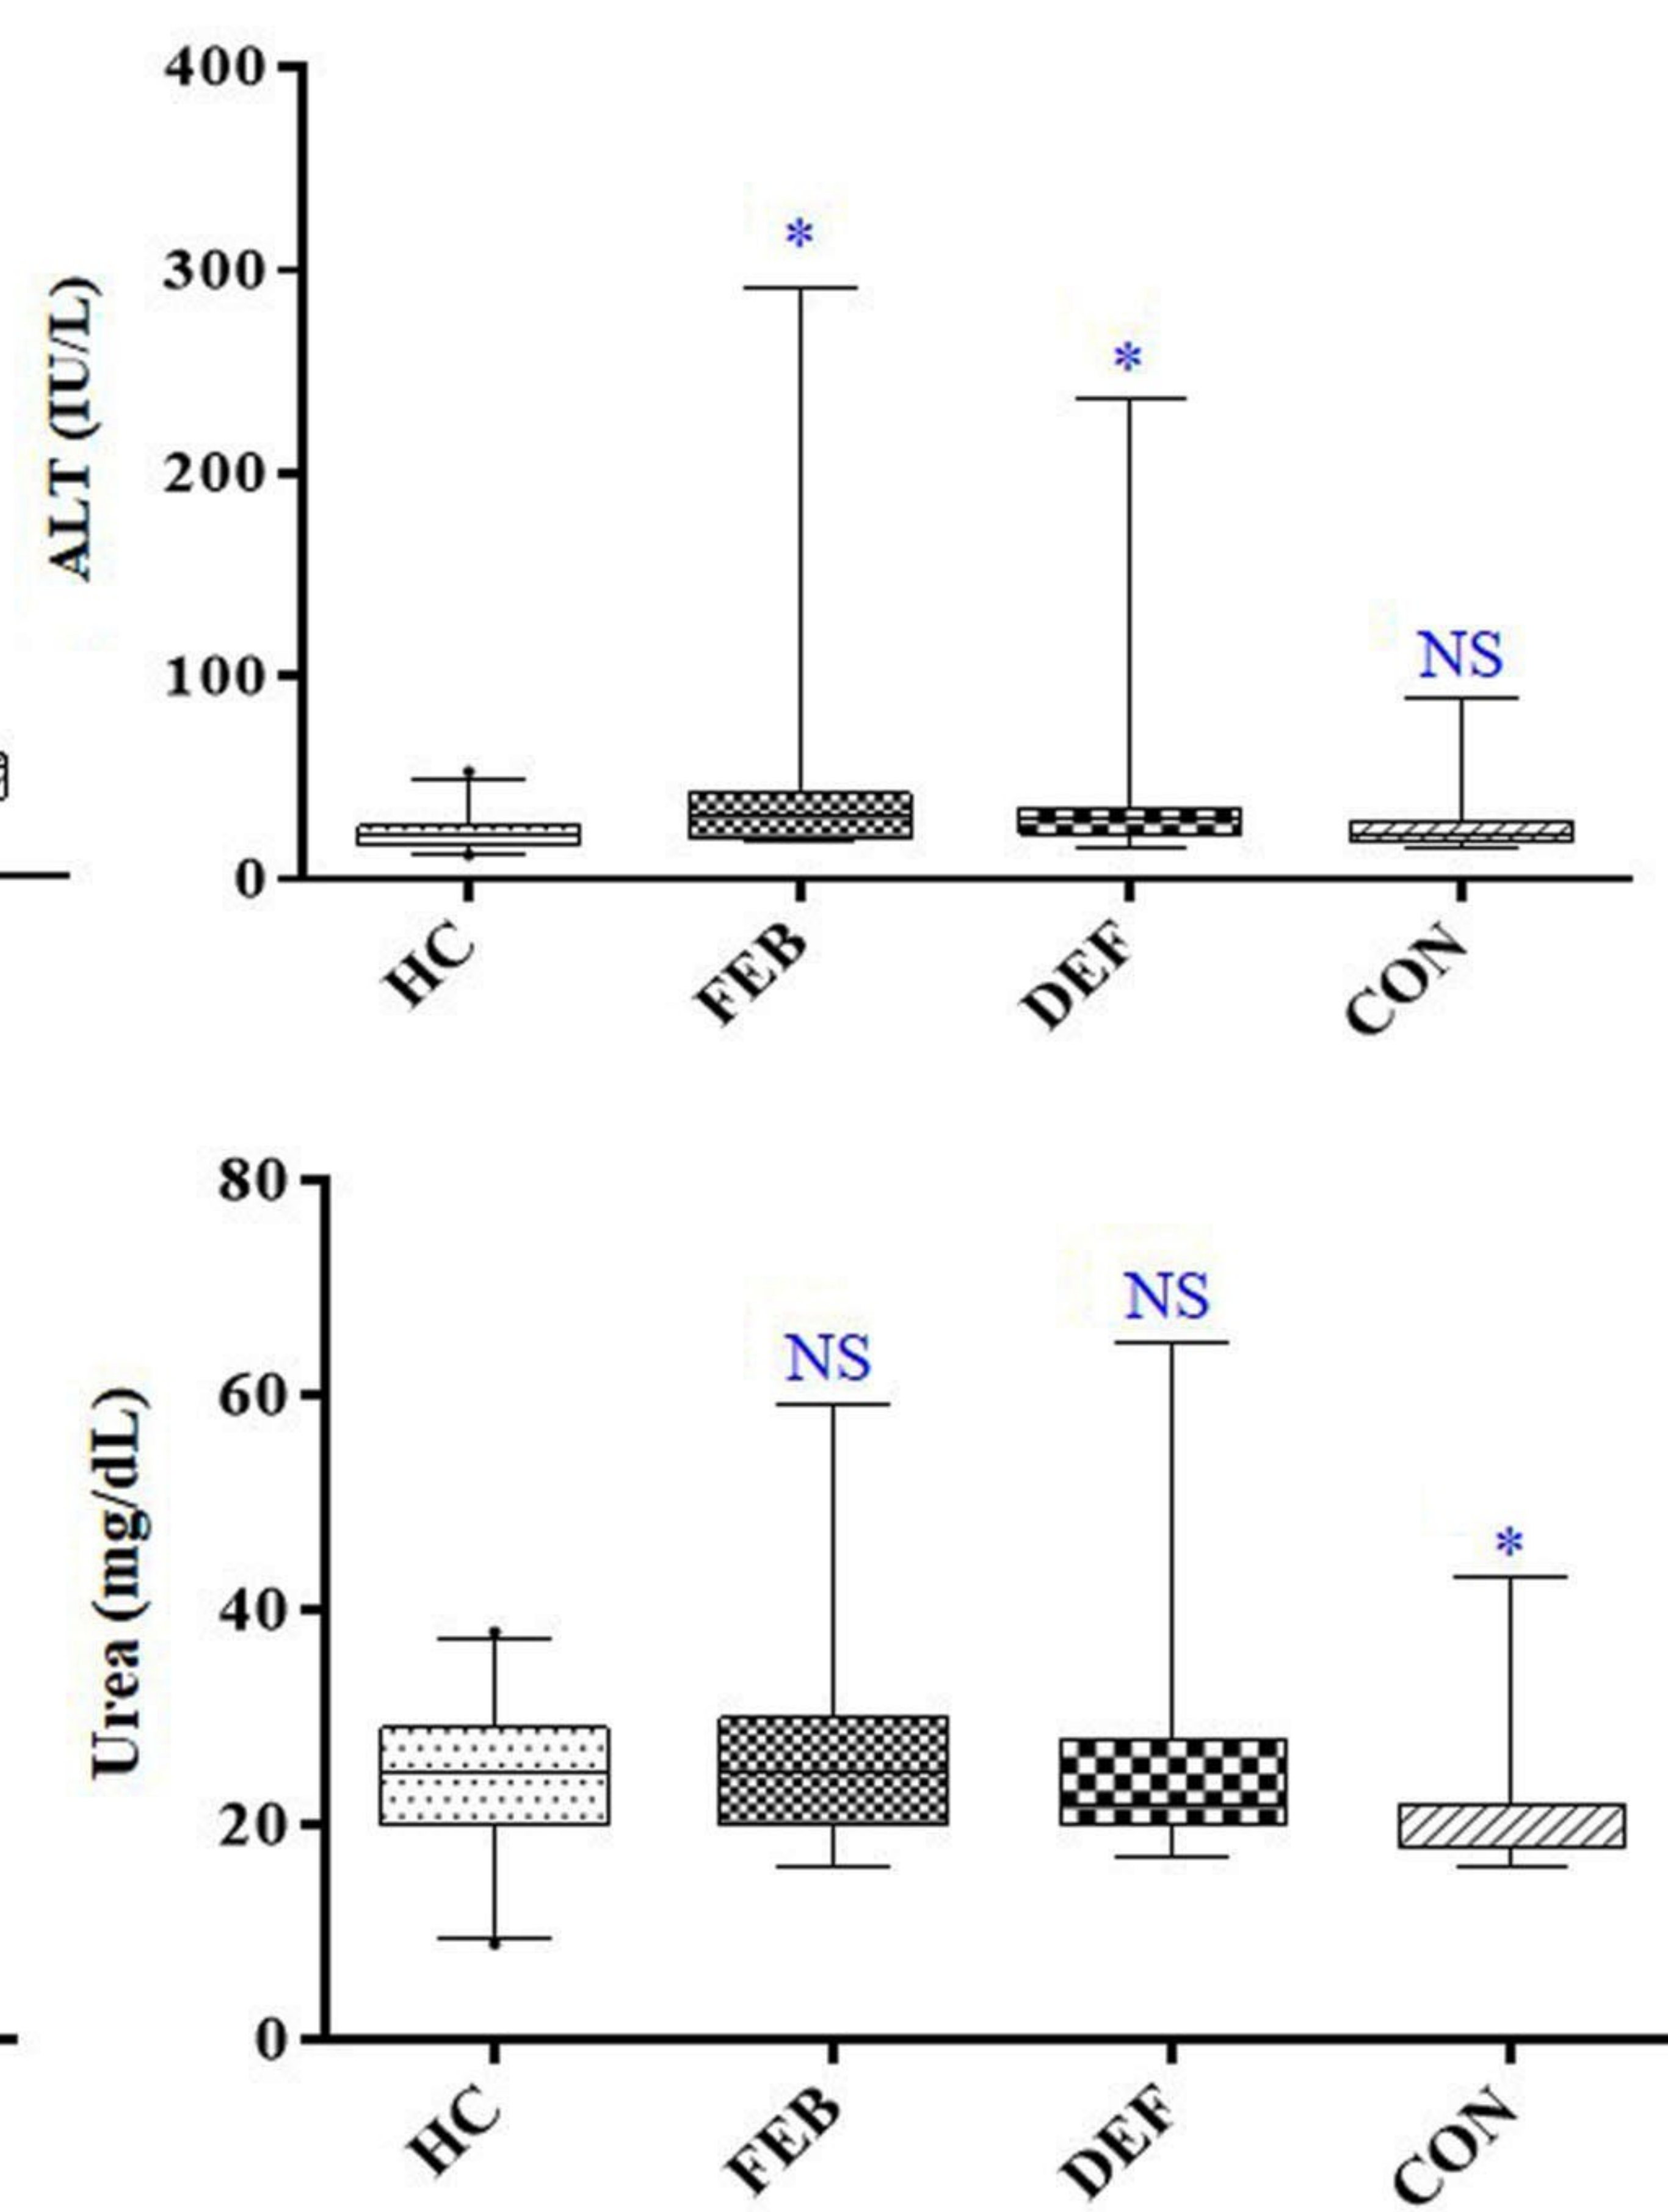 400
300
200
100
0
ALT (IU/L)
*
*
NS
HC
FEB
DEF
CON
80
60
40
20
0
Urea (mg/dL)
NS
NS
*
HC
FEB
DEF
CON